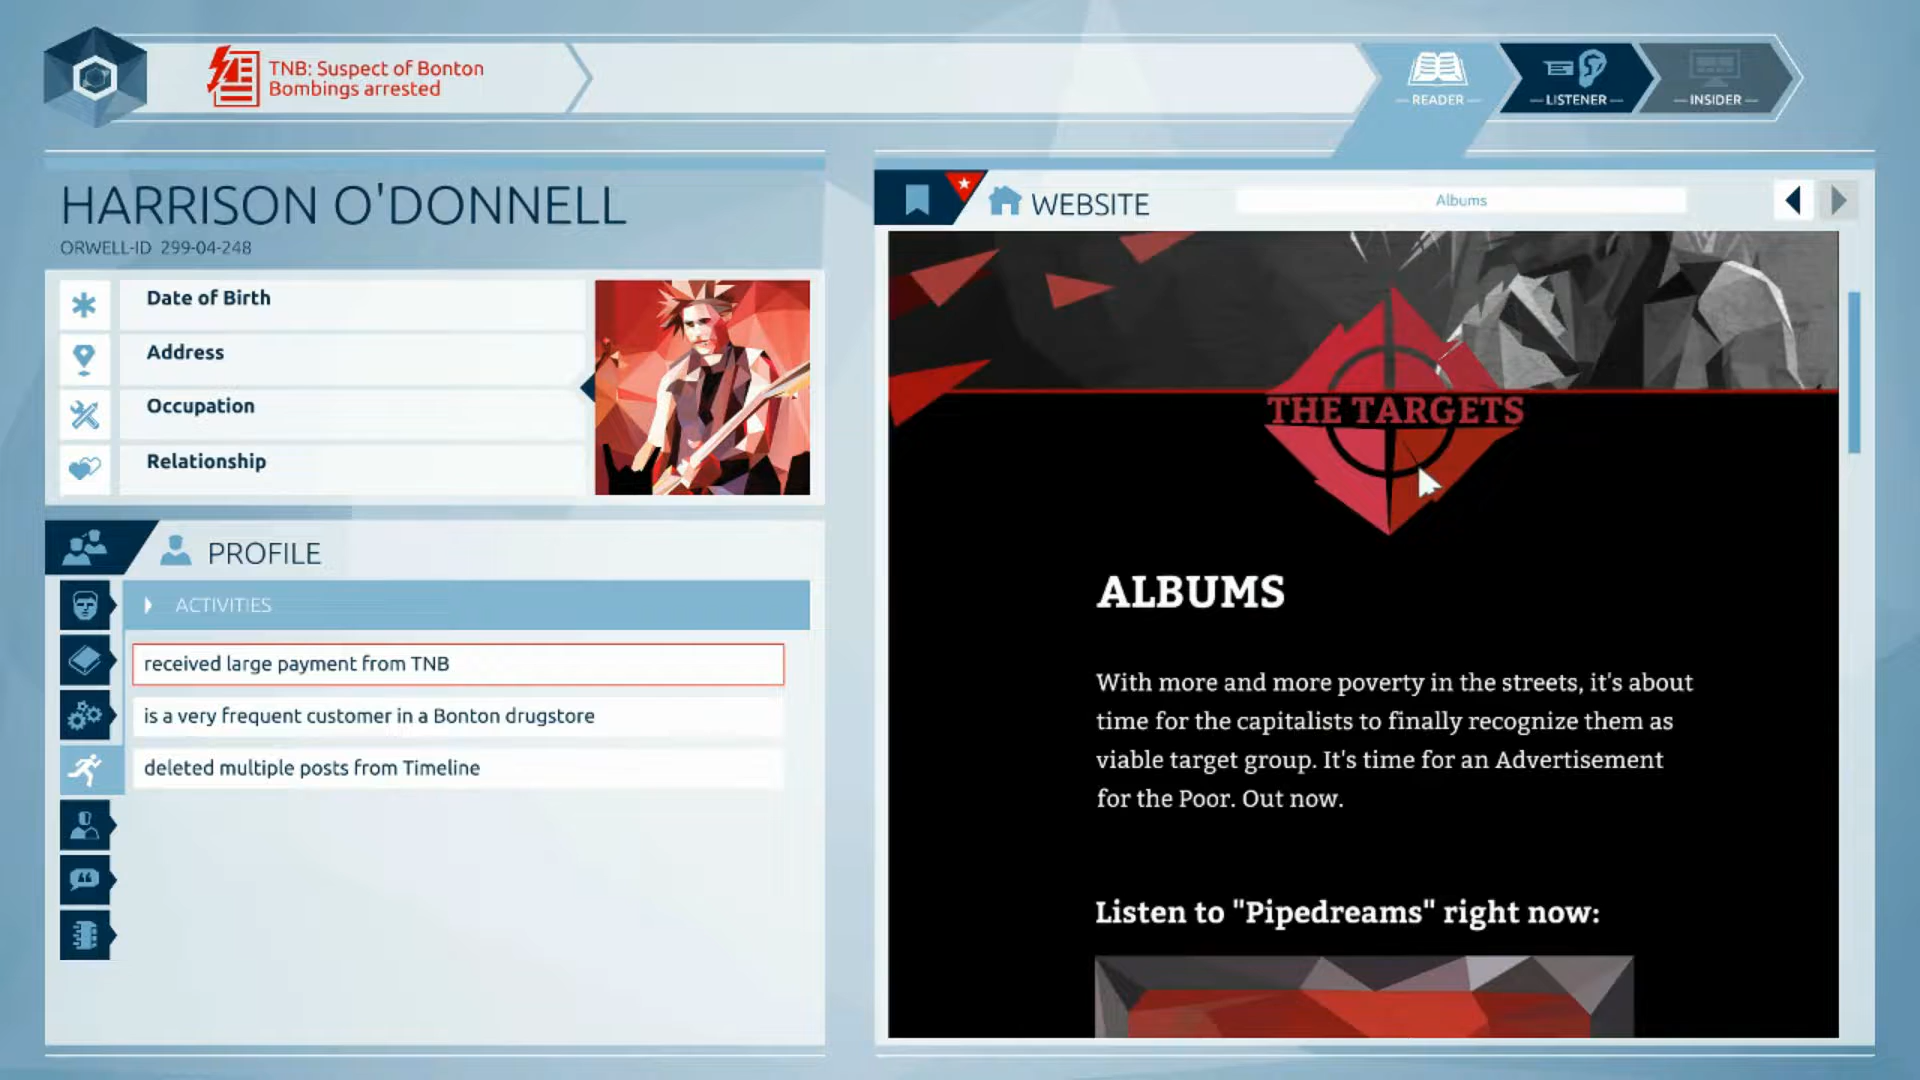 TNB: Suspect of Bonton
Bombings arrested
READER
LISTENER
INSIDER
HARRISON O'DONNELL
ORWELL-ID 299-04-248
Date of Birth
Address
Occupation
Relationship
PROFILE
ACTIVITIES
received large payment from TNB
is a very frequent customer in a Bonton drugstore
deleted multiple posts from Timeline
WEBSITE
Albums
THE TARGETS
ALBUMS
With more and more poverty in the streets, it's about
time for the capitalists to finally recognize them as
viable target group. It's time for an Advertisement
for the Poor. Out now.
Listen to "Pipedreams" right now: